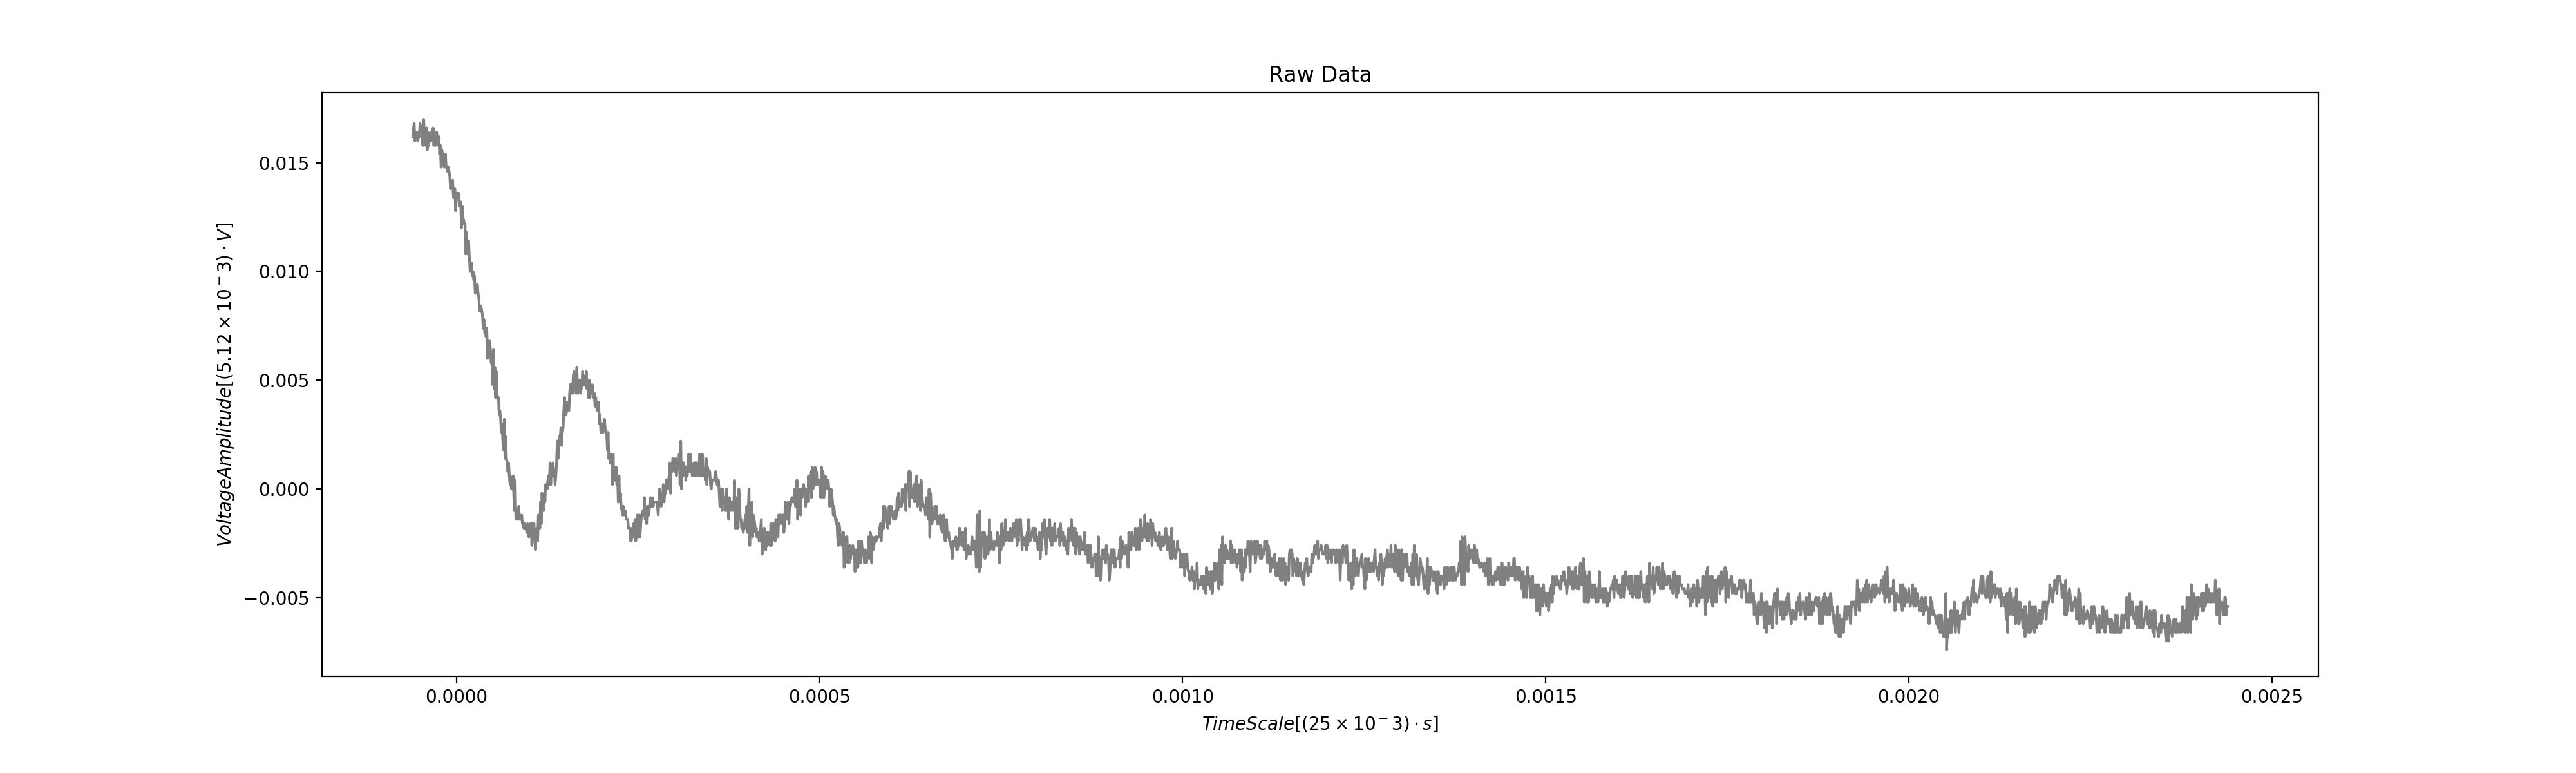 Raw Data
VoltageAmplitude[(5.12 × 10⁻3) · V]
0.015
0.010
0.005
0.000
−0.005
0.0000 0.0005 0.0010 0.0015 0.0020 0.0025
TimeScale[(25 × 10⁻3) · s]